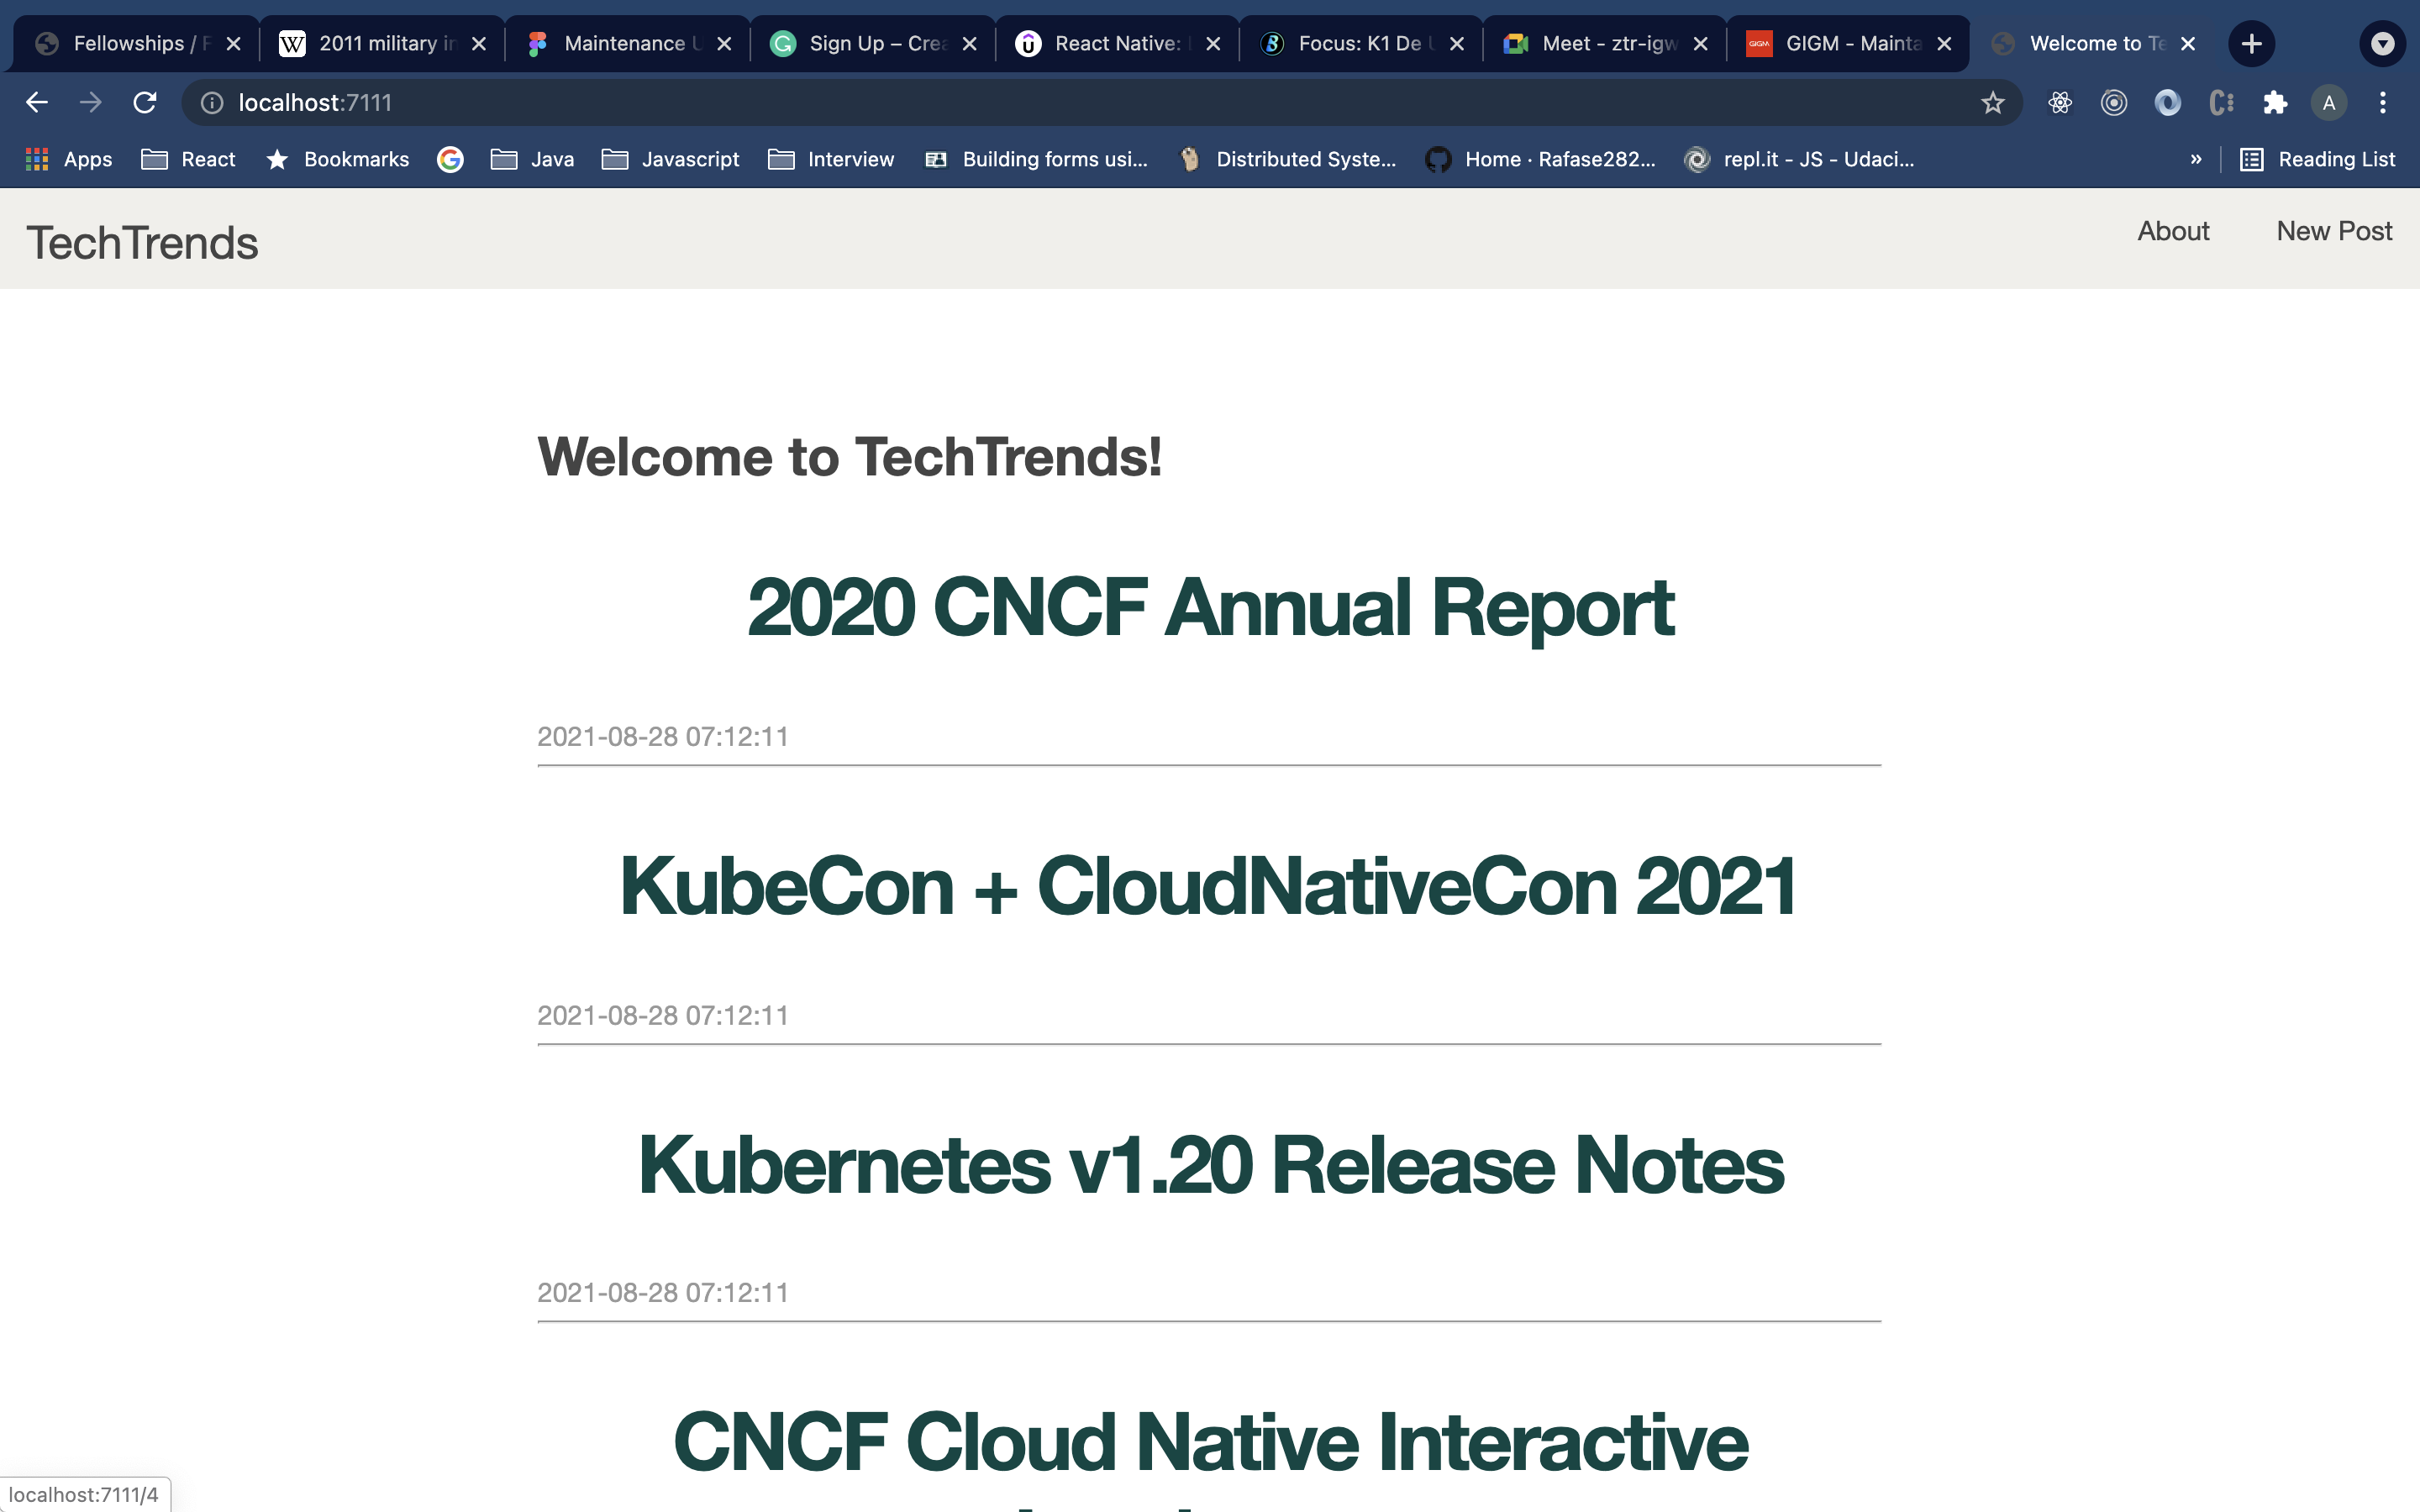 Fellowships / F
2011 military in
Maintenance U
Sign Up – Crea
React Native:
Focus: K1 De U
Meet - ztr-igw
GIGM - Mainta
Welcome to Te
localhost:7111
A
Apps
React
Bookmarks
Java
Javascript
Interview
Building forms usi...
Distributed Syste...
Home · Rafase282...
repl.it - JS - Udaci...
»
Reading List
TechTrends
About
New Post
Welcome to TechTrends!
2020 CNCF Annual Report
2021-08-28 07:12:11
KubeCon + CloudNativeCon 2021
2021-08-28 07:12:11
Kubernetes v1.20 Release Notes
2021-08-28 07:12:11
CNCF Cloud Native Interactive
localhost:7111/4